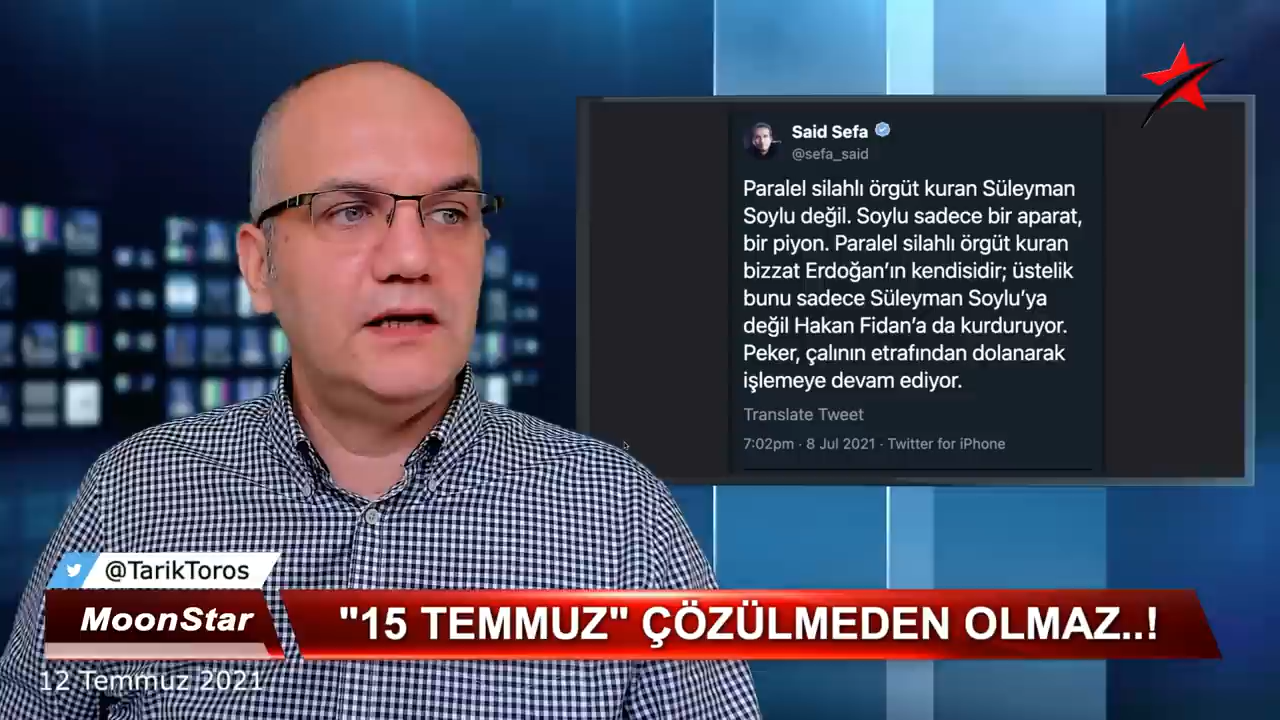 Said Sefa
@sefa_said
Paralel silahlı örgüt kuran Süleyman
Soylu değil. Soylu sadece bir aparat,
bir piyon. Paralel silahlı örgüt kuran
bizzat Erdoğan’ın kendisidir; üstelik
bunu sadece Süleyman Soylu’ya
değil Hakan Fidan’a da kurduruyor.
Peker, çalının etrafından dolanarak
işlemeye devam ediyor.
Translate Tweet
7:02pm · 8 Jul 2021 · Twitter for iPhone
@TarikToros
MoonStar
"15 TEMMUZ" ÇÖZÜLMEDEN OLMAZ..!
12 Temmuz 2021